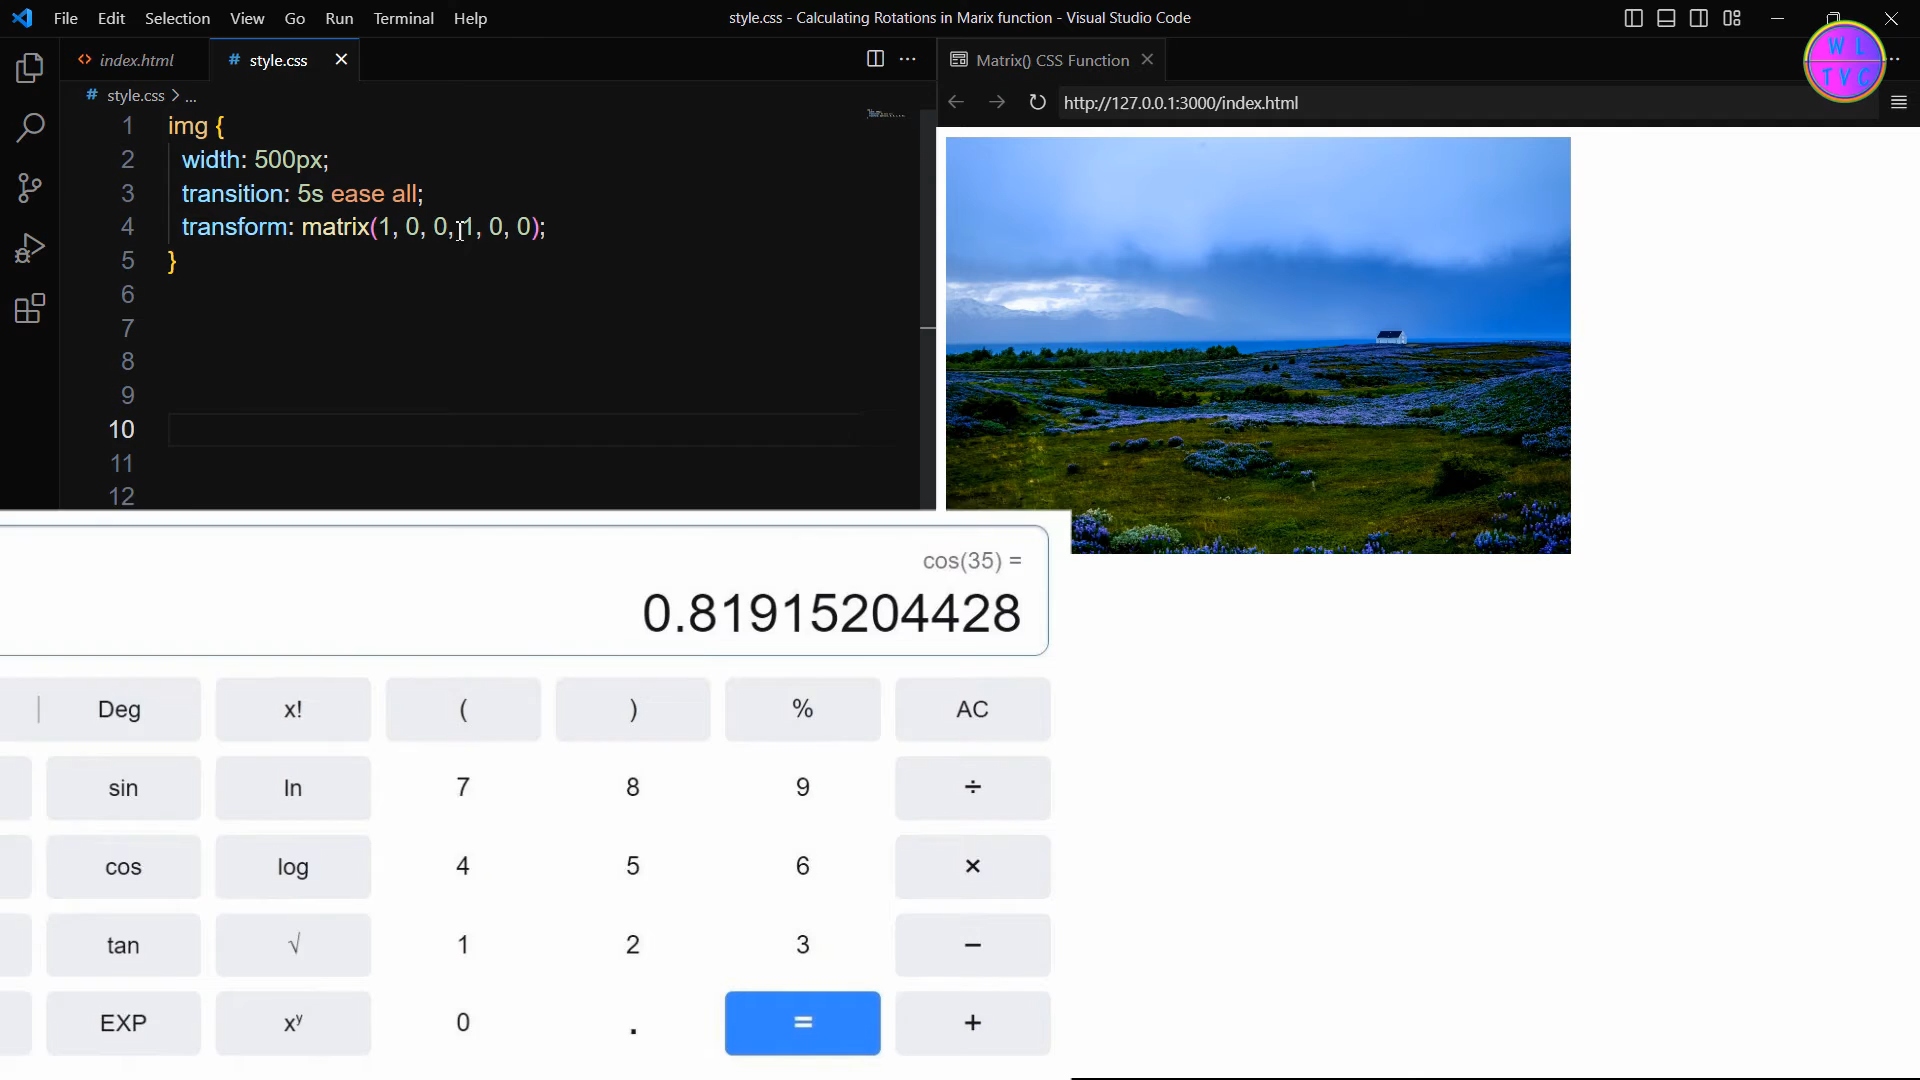 File Edit Selection View Go Run Terminal Help
style.css - Calculating Rotations in Marix function - Visual Studio Code
index.html
# style.css
Matrix() CSS Function
W L
T V C
# style.css > ...
http://127.0.0.1:3000/index.html
1 img {
2 width: 500px;
3 transition: 5s ease all;
4 transform: matrix(1, 0, 0, 1, 0, 0);
5 }
6
7
8
9
10
11
12
cos(35) =
0.81915204428
Deg x! ( ) % AC
sin ln 7 8 9 ÷
cos log 4 5 6 ×
tan √ 1 2 3 −
EXP xʸ 0 . = +